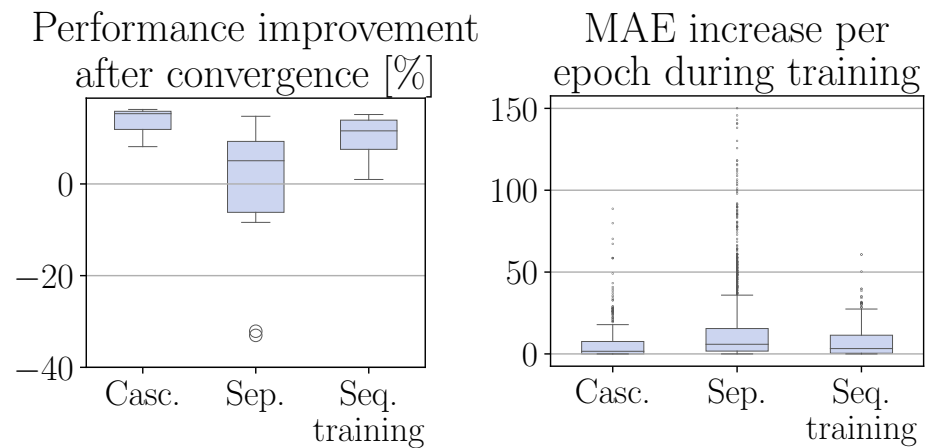 Performance improvement
after convergence [%]
0
−20
−40
Casc.
Sep.
Seq.
training
MAE increase per
epoch during training
150
100
50
0
Casc.
Sep.
Seq.
training